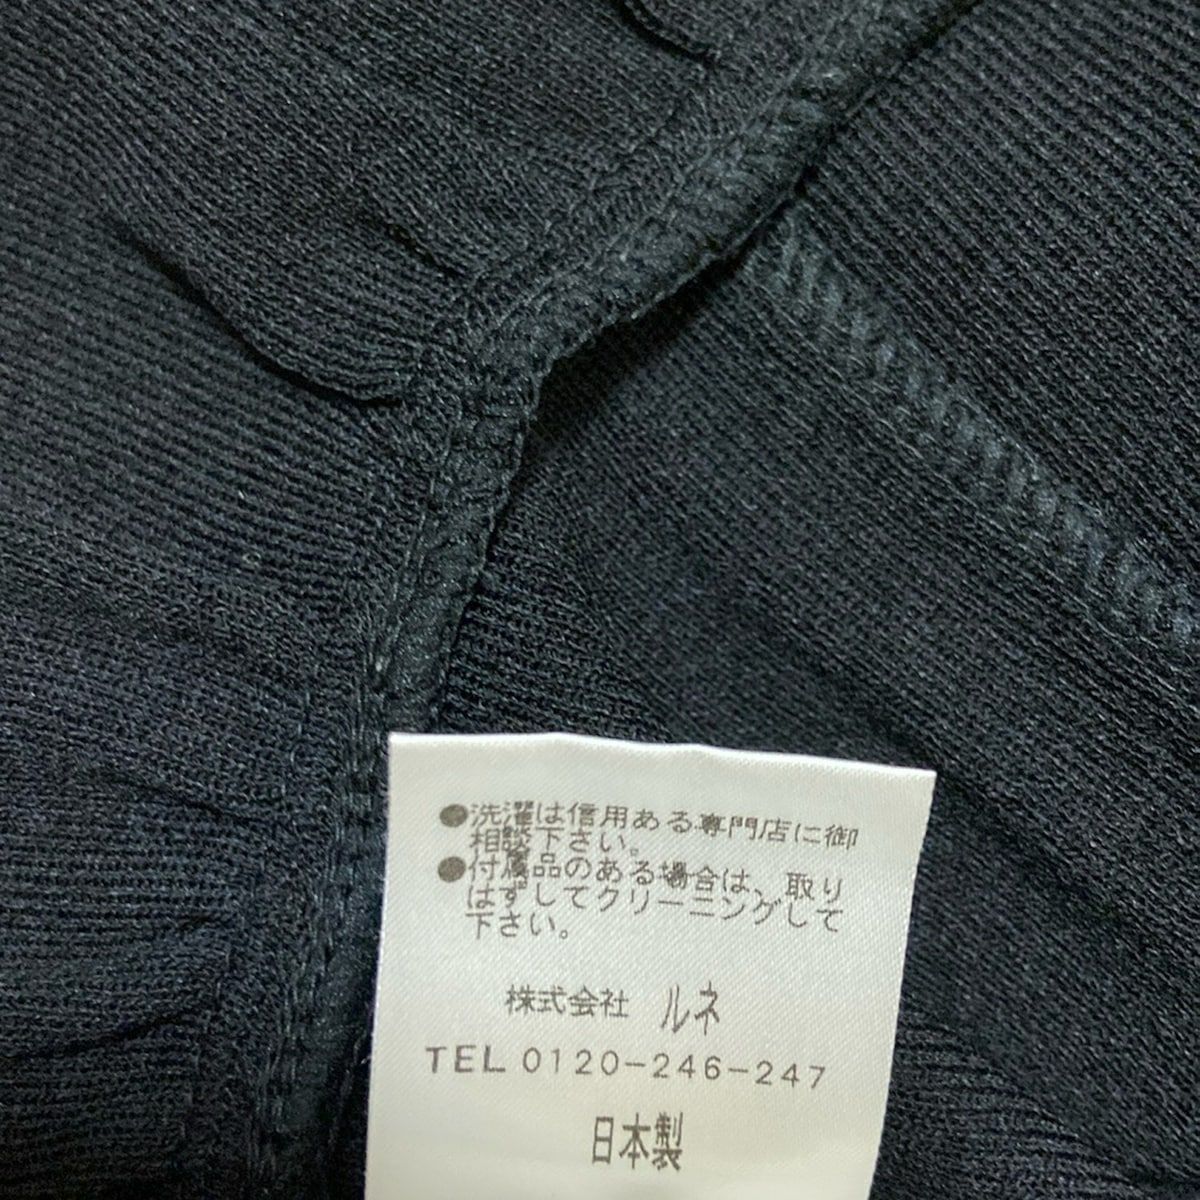 ●洗濯は信用ある専門店に御
相談下さい。
●付属品のある場合は、取り
はずしてクリーニングして
下さい。
株式会社 ルネ
TEL 0120-246-247
日本製